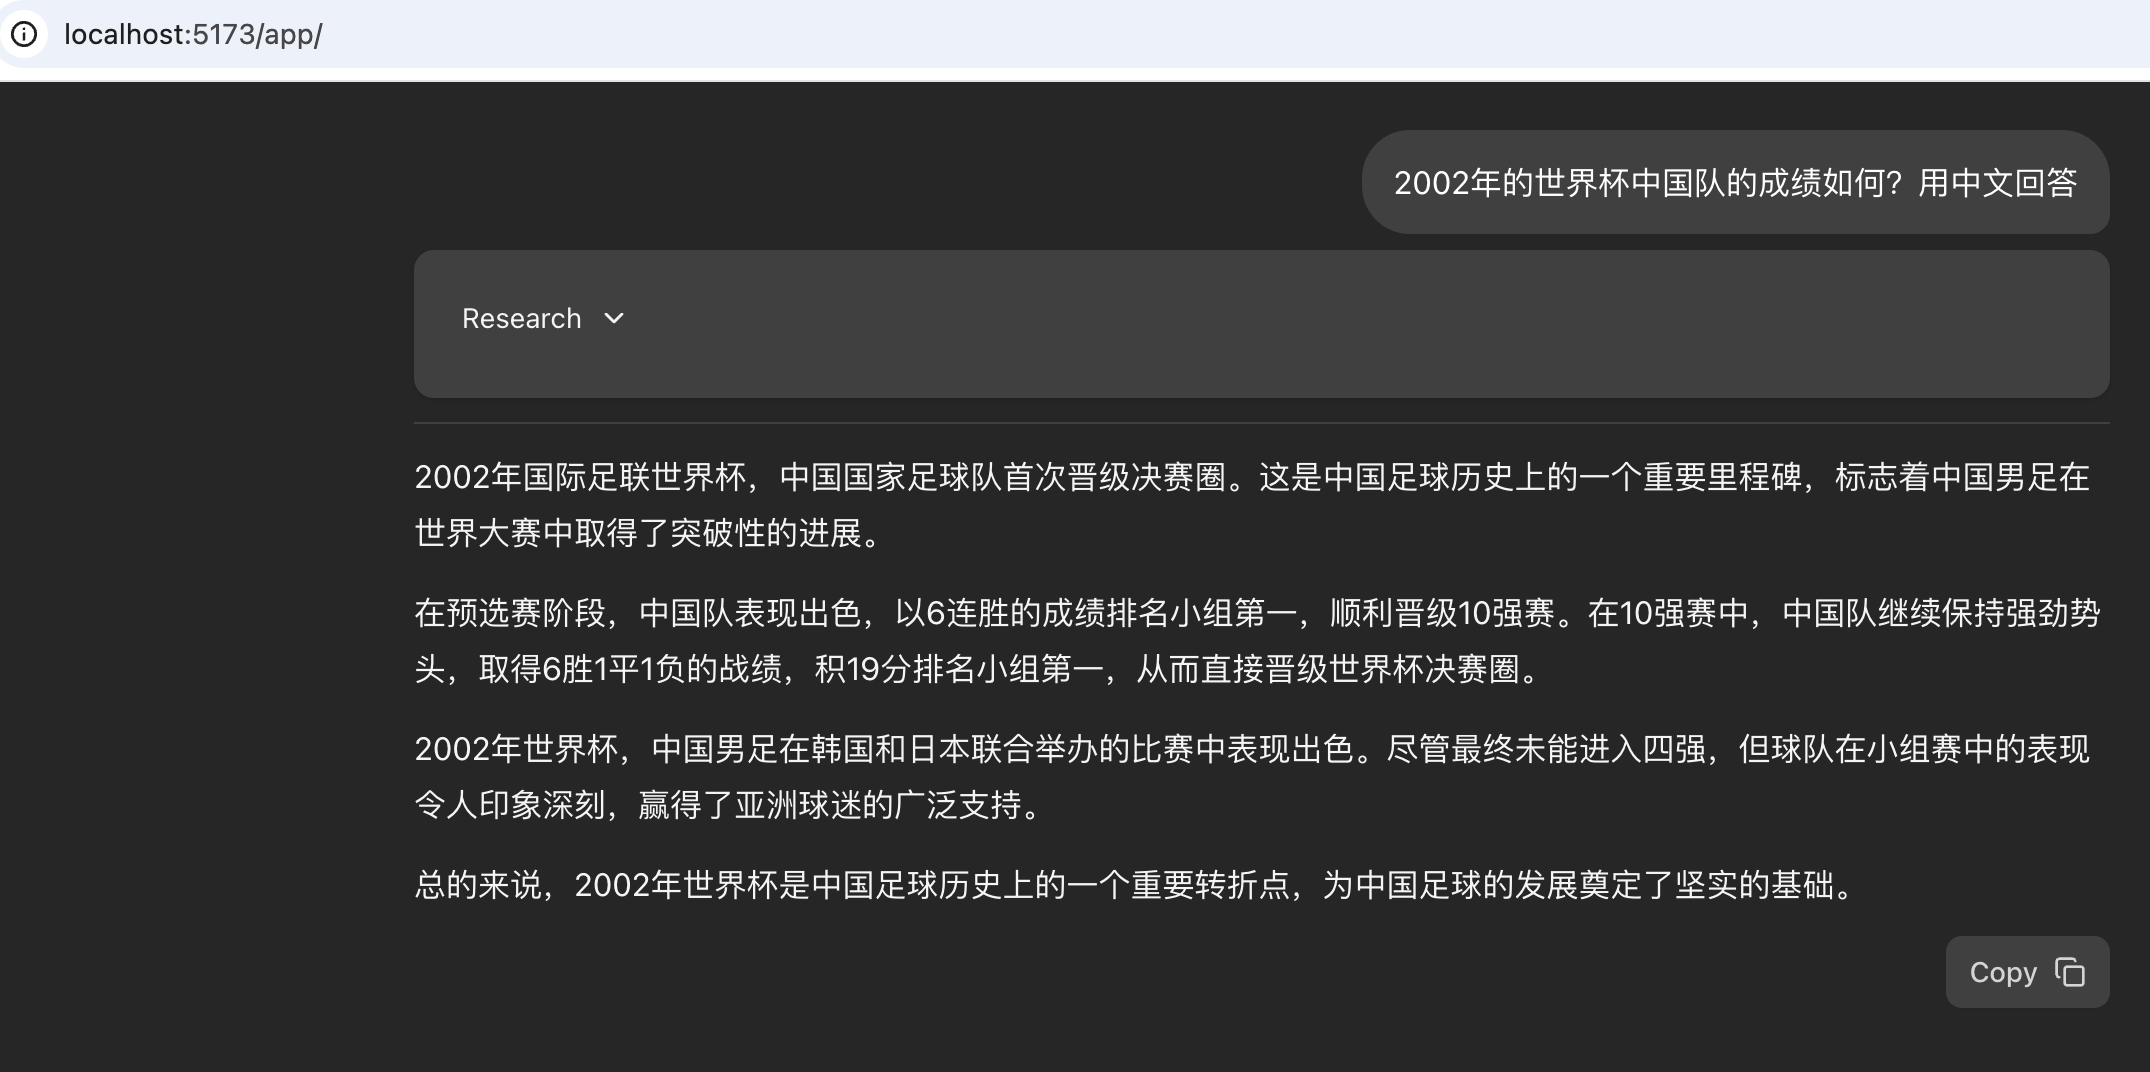 localhost:5173/app/
2002年的世界杯中国队的成绩如何？用中文回答
Research
2002年国际足联世界杯，中国国家足球队首次晋级决赛圈。这是中国足球历史上的一个重要里程碑，标志着中国男足在
世界大赛中取得了突破性的进展。
在预选赛阶段，中国队表现出色，以6连胜的成绩排名小组第一，顺利晋级10强赛。在10强赛中，中国队继续保持强劲势
头，取得6胜1平1负的战绩，积19分排名小组第一，从而直接晋级世界杯决赛圈。
2002年世界杯，中国男足在韩国和日本联合举办的比赛中表现出色。尽管最终未能进入四强，但球队在小组赛中的表现
令人印象深刻，赢得了亚洲球迷的广泛支持。
总的来说，2002年世界杯是中国足球历史上的一个重要转折点，为中国足球的发展奠定了坚实的基础。
Copy